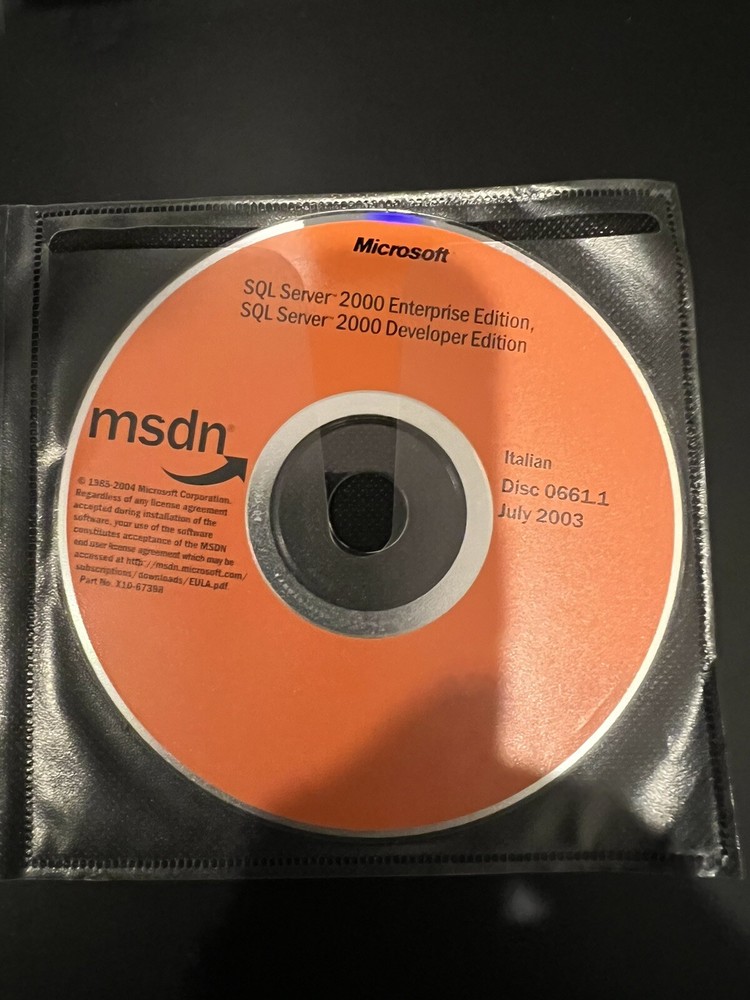 Microsoft
SQL Server™ 2000 Enterprise Edition,
SQL Server™ 2000 Developer Edition
msdn®
© 1985-2004 Microsoft Corporation.
Regardless of any license agreement
accepted during installation of the
software, your use of the software
constitutes acceptance of the MSDN
end user license agreement which may be
accessed at http://msdn.microsoft.com/
subscriptions/downloads/EULA.pdf.
Part No. X10-67398
Italian
Disc 0661.1
July 2003